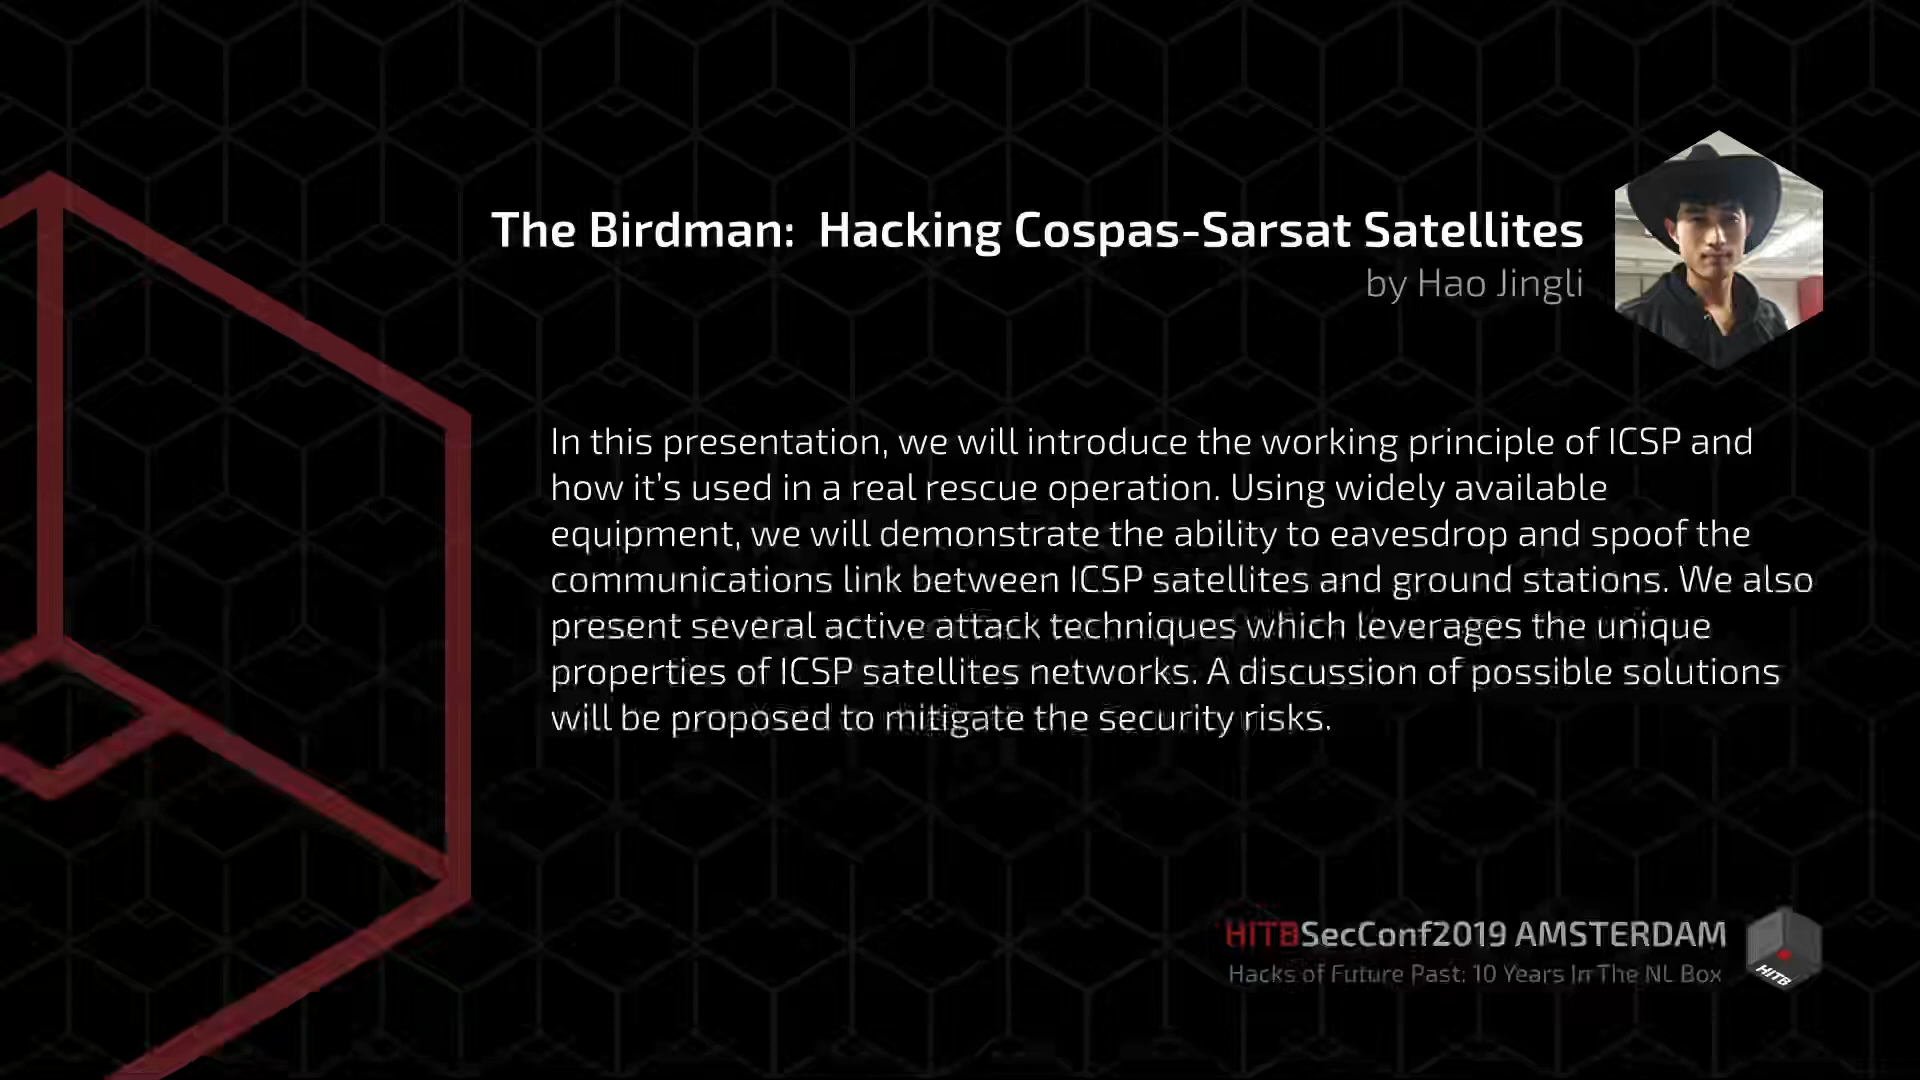 The Birdman: Hacking Cospas-Sarsat Satellites
by Hao Jingli
In this presentation, we will introduce the working principle of ICSP and
how it's used in a real rescue operation. Using widely available
equipment, we will demonstrate the ability to eavesdrop and spoof the
communications link between ICSP satellites and ground stations. We also
present several active attack techniques which leverages the unique
properties of ICSP satellites networks. A discussion of possible solutions
will be proposed to mitigate the security risks.
HITBSecConf2019 AMSTERDAM
Hacks of Future Past: 10 Years In The NL Box
HITB